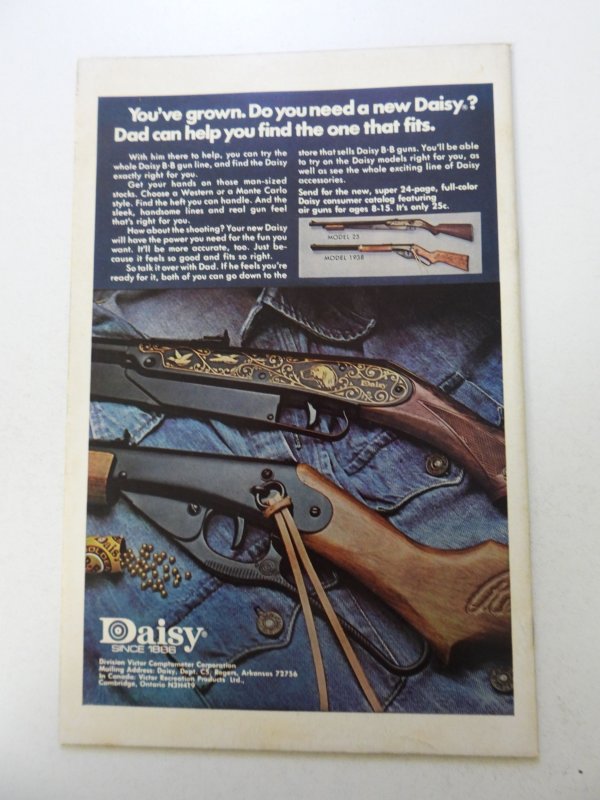 You've grown. Do you need a new Daisy®?
Dad can help you find the one that fits.
With him there to help, you can try the
whole Daisy B·B gun line, and find the Daisy
exactly right for you.
Get your hands on those man-sized
stocks. Choose a Western or a Monte Carlo
style. Find the heft you can handle. And the
sleek, handsome lines and real gun feel
that's right for you.
How about the shooting? Your new Daisy
will have the power you need for the fun you
want. It'll be more accurate, too. Just be-
cause it feels so good and fits so right.
So talk it over with Dad. If he feels you're
ready for it, both of you can go down to the
store that sells Daisy B·B guns. You'll be able
to try on the Daisy models right for you, as
well as see the whole exciting line of Daisy
accessories.
Send for the new, super 24-page, full-color
Daisy consumer catalog featuring
air guns for ages 8-15. It's only 25¢.
MODEL 25
MODEL 1938
Daisy
Daisy®
SINCE 1886
Division Victor Comptometer Corporation
Mailing Address: Daisy, Dept. C5, Rogers, Arkansas 72756
In Canada: Victor Recreation Products Ltd.,
Cambridge, Ontario N3H4T9